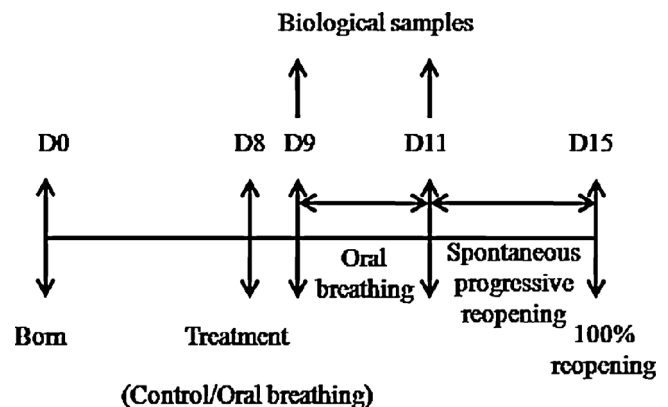 Biological samples
D0 D8 D9 D11 D15
Oral
breathing
Spontaneous
progressive
reopening
Born Treatment
100%
reopening
(Control/Oral breathing)